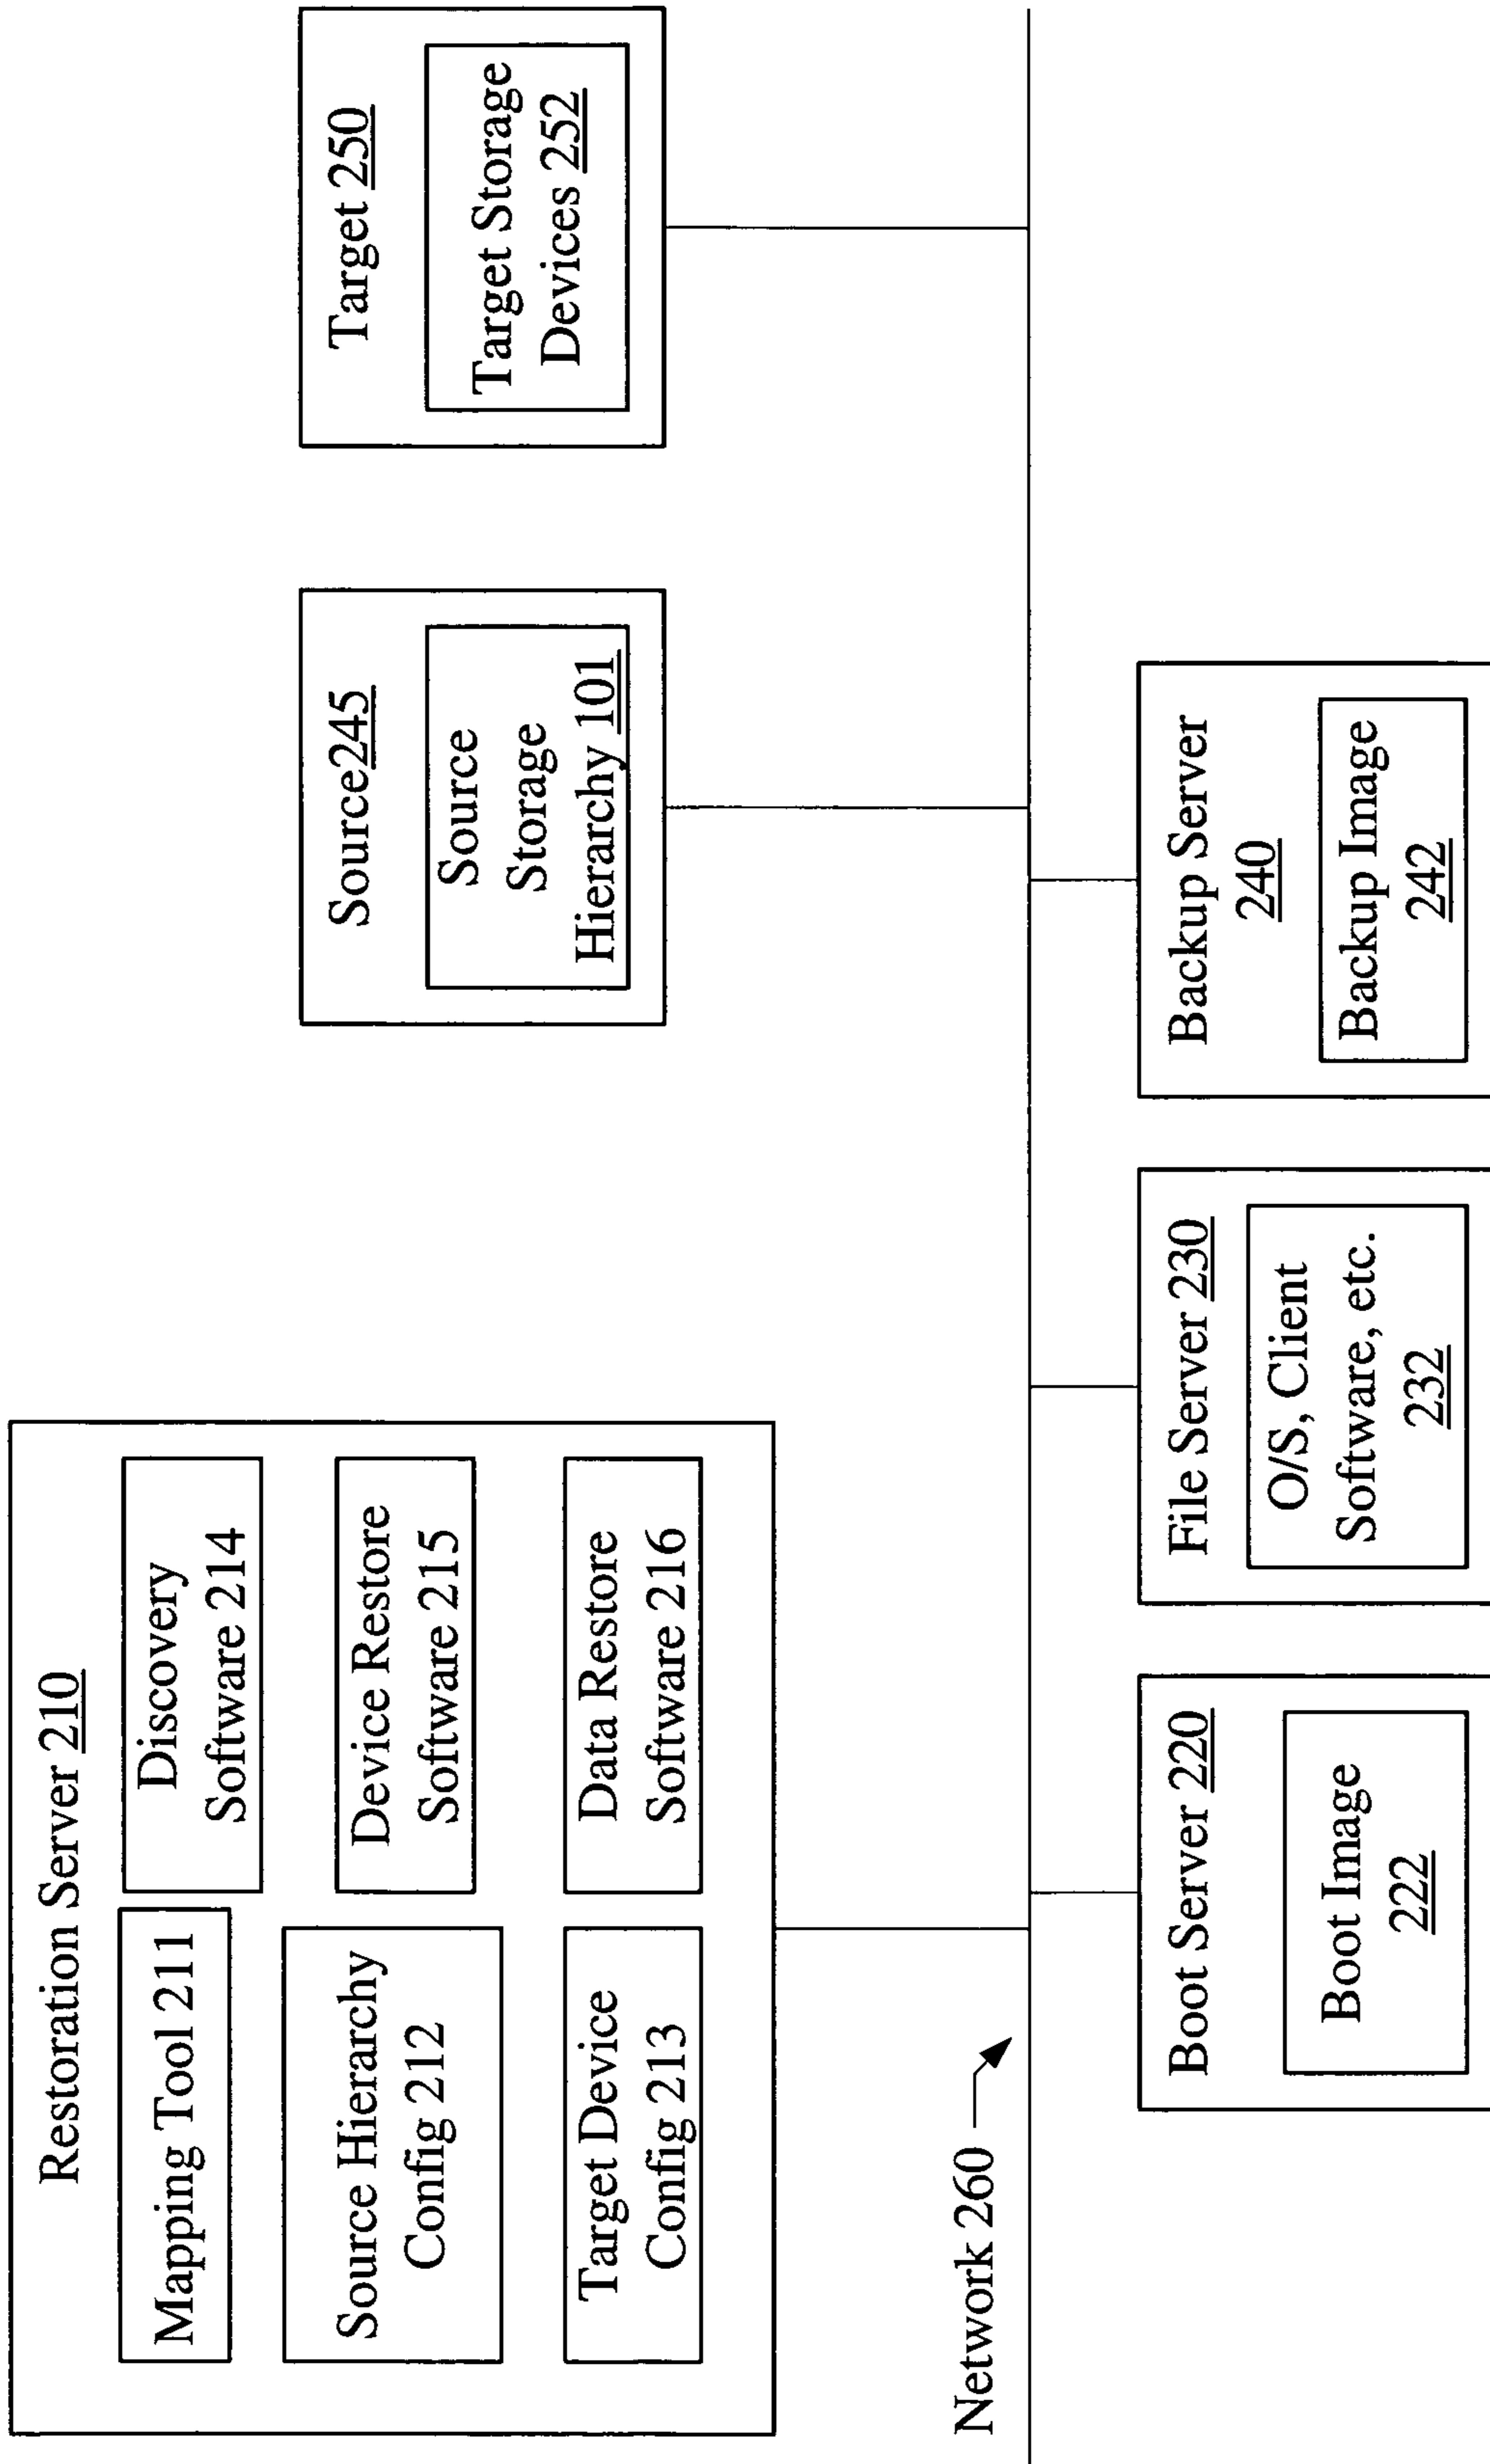 Restoration Server 210
Mapping Tool 211
Discovery
Software 214
Source Hierarchy
Config 212
Device Restore
Software 215
Target Device
Config 213
Data Restore
Software 216
Source245
Source
Storage
Hierarchy 101
Target 250
Target Storage
Devices 252
Network 260
Boot Server 220
Boot Image
222
File Server 230
O/S, Client
Software, etc.
232
Backup Server
240
Backup Image
242